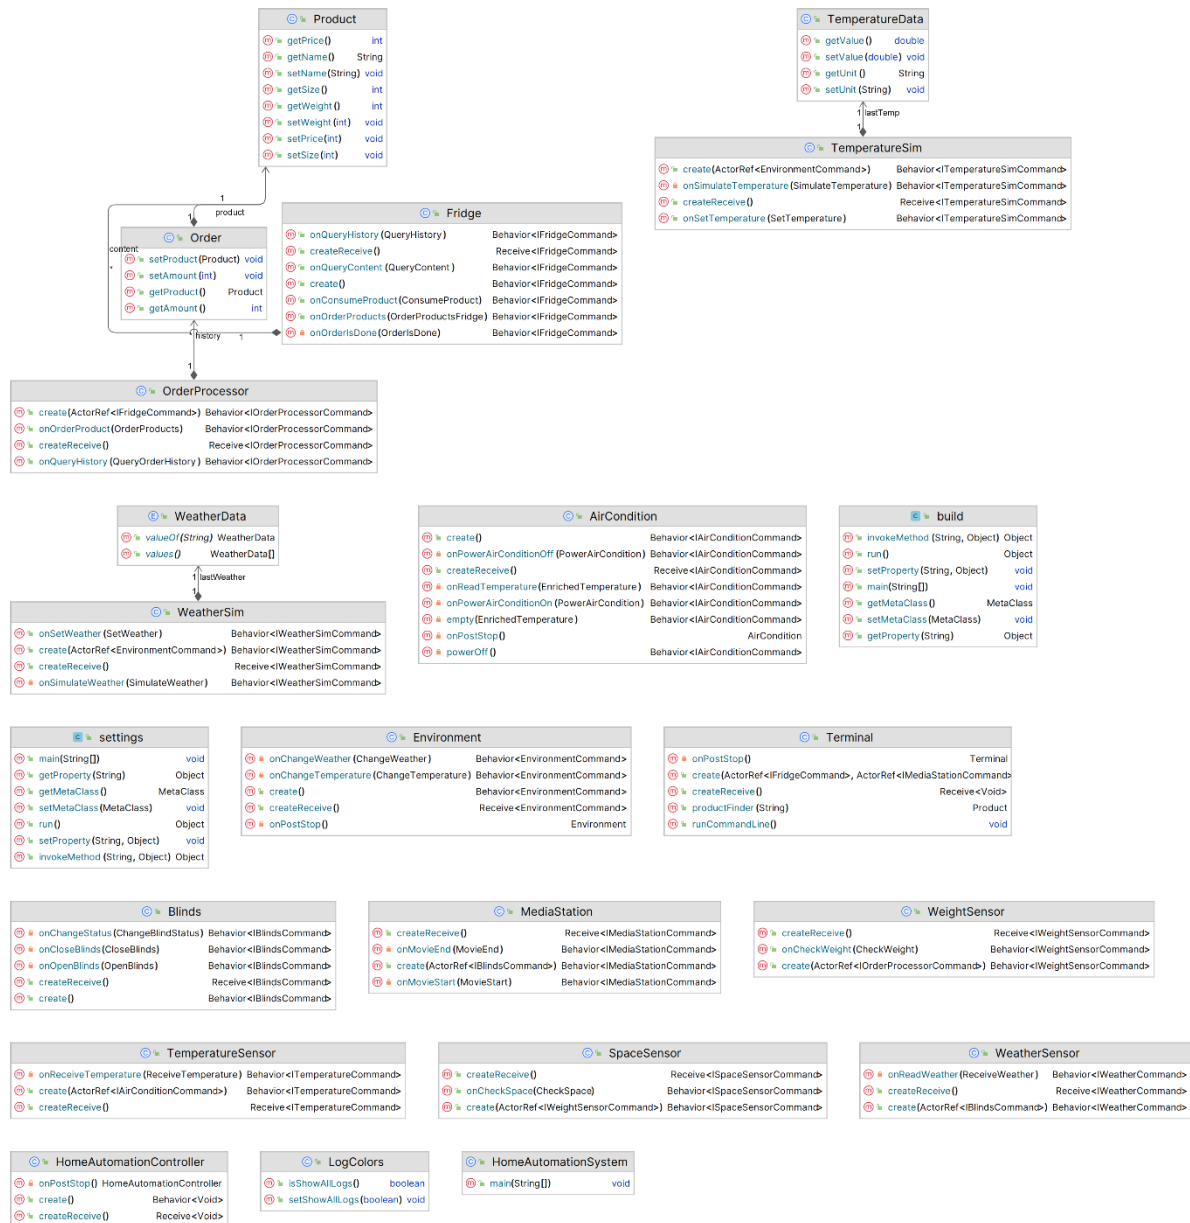 Product
getPrice() int
getName() String
setName(String) void
getSize() int
getWeight() int
setWeight(int) void
setPrice(int) void
setSize(int) void
TemperatureData
getValue() double
setValue(double) void
getUnit() String
setUnit(String) void
1 lastTemp
1
TemperatureSim
create(ActorRef<EnvironmentCommand>) Behavior<ITemperatureSimCommand>
onSimulateTemperature(SimulateTemperature) Behavior<ITemperatureSimCommand>
createReceive() Receive<ITemperatureSimCommand>
onSetTemperature(SetTemperature) Behavior<ITemperatureSimCommand>
1
product
1
content
*
Order
setProduct(Product) void
setAmount(int) void
getProduct() Product
getAmount() int
Fridge
onQueryHistory(QueryHistory) Behavior<IFridgeCommand>
createReceive() Receive<IFridgeCommand>
onQueryContent(QueryContent) Behavior<IFridgeCommand>
create() Behavior<IFridgeCommand>
onConsumeProduct(ConsumeProduct) Behavior<IFridgeCommand>
onOrderProducts(OrderProductsFridge) Behavior<IFridgeCommand>
onOrderIsDone(OrderIsDone) Behavior<IFridgeCommand>
* history 1
1
OrderProcessor
create(ActorRef<IFridgeCommand>) Behavior<IOrderProcessorCommand>
onOrderProduct(OrderProducts) Behavior<IOrderProcessorCommand>
createReceive() Receive<IOrderProcessorCommand>
onQueryHistory(QueryOrderHistory) Behavior<IOrderProcessorCommand>
WeatherData
valueOf(String) WeatherData
values() WeatherData[]
1 lastWeather
1
WeatherSim
onSetWeather(SetWeather) Behavior<IWeatherSimCommand>
create(ActorRef<EnvironmentCommand>) Behavior<IWeatherSimCommand>
createReceive() Receive<IWeatherSimCommand>
onSimulateWeather(SimulateWeather) Behavior<IWeatherSimCommand>
AirCondition
create() Behavior<IAirConditionCommand>
onPowerAirConditionOff(PowerAirCondition) Behavior<IAirConditionCommand>
createReceive() Receive<IAirConditionCommand>
onReadTemperature(EnrichedTemperature) Behavior<IAirConditionCommand>
onPowerAirConditionOn(PowerAirCondition) Behavior<IAirConditionCommand>
empty(EnrichedTemperature) Behavior<IAirConditionCommand>
onPostStop() AirCondition
powerOff() Behavior<IAirConditionCommand>
build
invokeMethod(String, Object) Object
run() Object
setProperty(String, Object) void
main(String[]) void
getMetaClass() MetaClass
setMetaClass(MetaClass) void
getProperty(String) Object
settings
main(String[]) void
getProperty(String) Object
getMetaClass() MetaClass
setMetaClass(MetaClass) void
run() Object
setProperty(String, Object) void
invokeMethod(String, Object) Object
Environment
onChangeWeather(ChangeWeather) Behavior<EnvironmentCommand>
onChangeTemperature(ChangeTemperature) Behavior<EnvironmentCommand>
create() Behavior<EnvironmentCommand>
createReceive() Receive<EnvironmentCommand>
onPostStop() Environment
Terminal
onPostStop() Terminal
create(ActorRef<IFridgeCommand>, ActorRef<IMediaStationCommand>
createReceive() Receive<Void>
productFinder(String) Product
runCommandLine() void
Blinds
onChangeStatus(ChangeBlindStatus) Behavior<IBlindsCommand>
onCloseBlinds(CloseBlinds) Behavior<IBlindsCommand>
onOpenBlinds(OpenBlinds) Behavior<IBlindsCommand>
createReceive() Receive<IBlindsCommand>
create() Behavior<IBlindsCommand>
MediaStation
createReceive() Receive<IMediaStationCommand>
onMovieEnd(MovieEnd) Behavior<IMediaStationCommand>
create(ActorRef<IBlindsCommand>) Behavior<IMediaStationCommand>
onMovieStart(MovieStart) Behavior<IMediaStationCommand>
WeightSensor
createReceive() Receive<IWeightSensorCommand>
onCheckWeight(CheckWeight) Behavior<IWeightSensorCommand>
create(ActorRef<IOrderProcessorCommand>) Behavior<IWeightSensorCommand>
TemperatureSensor
onReceiveTemperature(ReceiveTemperature) Behavior<ITemperatureCommand>
create(ActorRef<IAirConditionCommand>) Behavior<ITemperatureCommand>
createReceive() Receive<ITemperatureCommand>
SpaceSensor
createReceive() Receive<ISpaceSensorCommand>
onCheckSpace(CheckSpace) Behavior<ISpaceSensorCommand>
create(ActorRef<IWeightSensorCommand>) Behavior<ISpaceSensorCommand>
WeatherSensor
onReadWeather(ReceiveWeather) Behavior<IWeatherCommand>
createReceive() Receive<IWeatherCommand>
create(ActorRef<IBlindsCommand>) Behavior<IWeatherCommand>
HomeAutomationController
onPostStop() HomeAutomationController
create() Behavior<Void>
createReceive() Receive<Void>
LogColors
isShowAllLogs() boolean
setShowAllLogs(boolean) void
HomeAutomationSystem
main(String[]) void